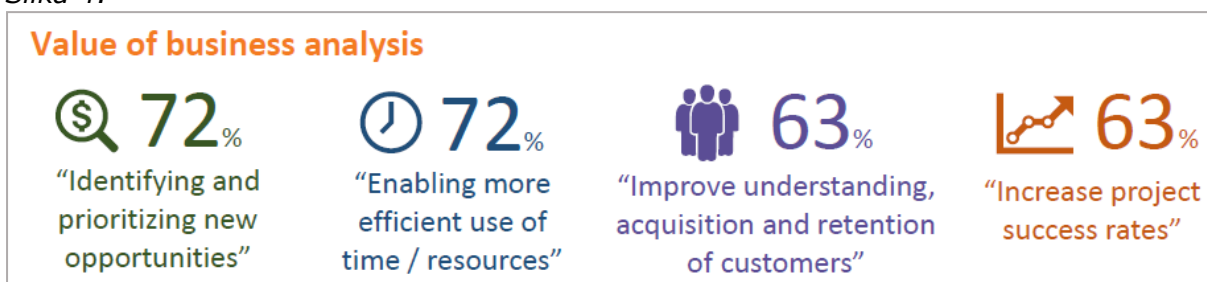 Value of business analysis
72%
"Identifying and
prioritizing new
opportunities"
72%
"Enabling more
efficient use of
time / resources"
63%
"Improve understanding,
acquisition and retention
of customers"
63%
"Increase project
success rates"